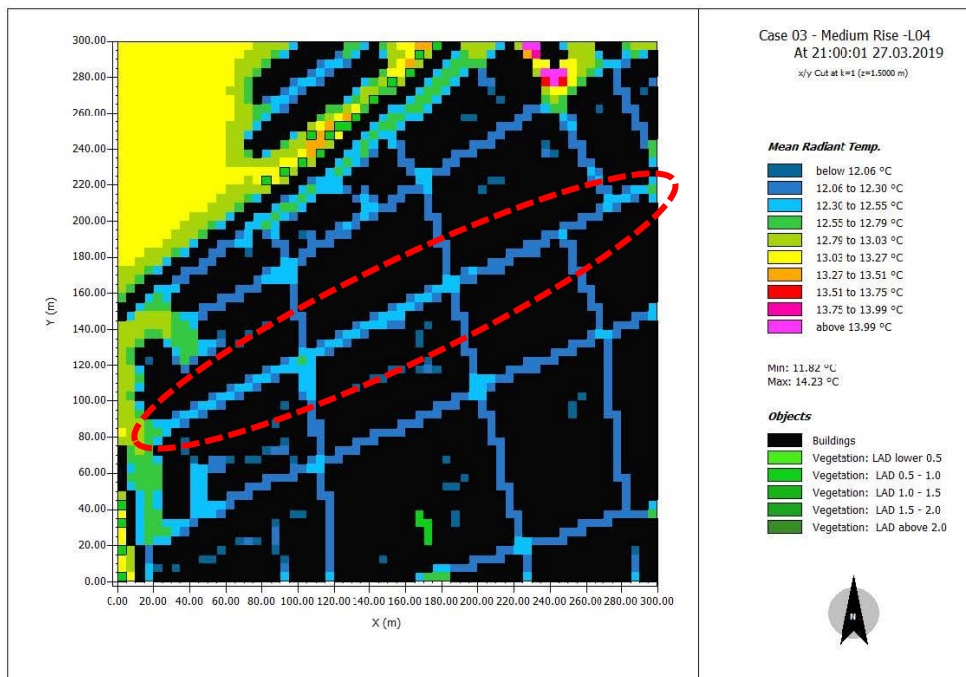 Case 03 - Medium Rise -L04
At 21:00:01 27.03.2019
x/y Cut at k=1 (z=1.5000 m)
300.00
280.00
260.00
240.00
220.00
200.00
180.00
160.00
140.00
120.00
100.00
80.00
60.00
40.00
20.00
0.00
Y (m)
0.00 20.00 40.00 60.00 80.00 100.00 120.00 140.00 160.00 180.00 200.00 220.00 240.00 260.00 280.00 300.00
X (m)
Mean Radiant Temp.
below 12.06 °C
12.06 to 12.30 °C
12.30 to 12.55 °C
12.55 to 12.79 °C
12.79 to 13.03 °C
13.03 to 13.27 °C
13.27 to 13.51 °C
13.51 to 13.75 °C
13.75 to 13.99 °C
above 13.99 °C
Min: 11.82 °C
Max: 14.23 °C
Objects
Buildings
Vegetation: LAD lower 0.5
Vegetation: LAD 0.5 - 1.0
Vegetation: LAD 1.0 - 1.5
Vegetation: LAD 1.5 - 2.0
Vegetation: LAD above 2.0
N